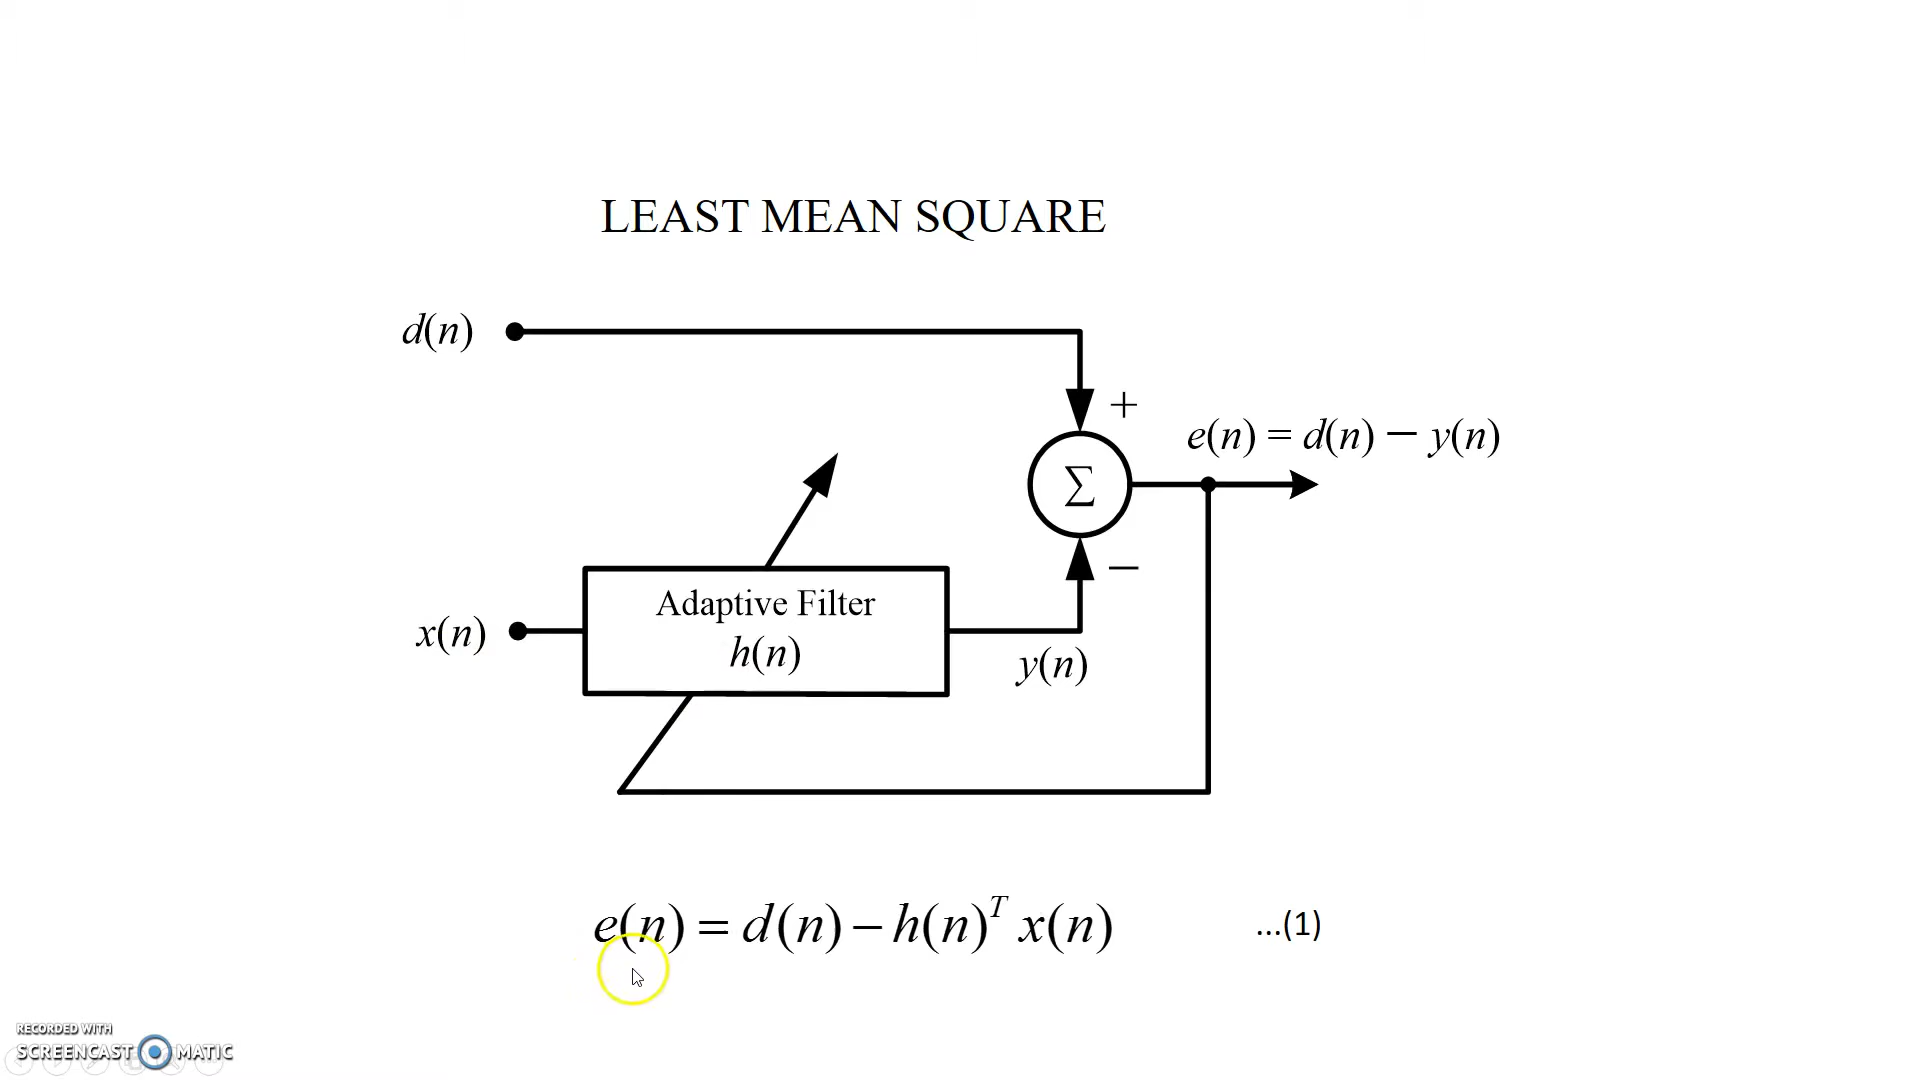 LEAST MEAN SQUARE
d(n)
+
e(n) = d(n) − y(n)
Σ
−
Adaptive Filter
x(n)
h(n)
y(n)
e(n) = d(n) − h(n)^T x(n) ...(1)
RECORDED WITH
SCREENCAST MATIC